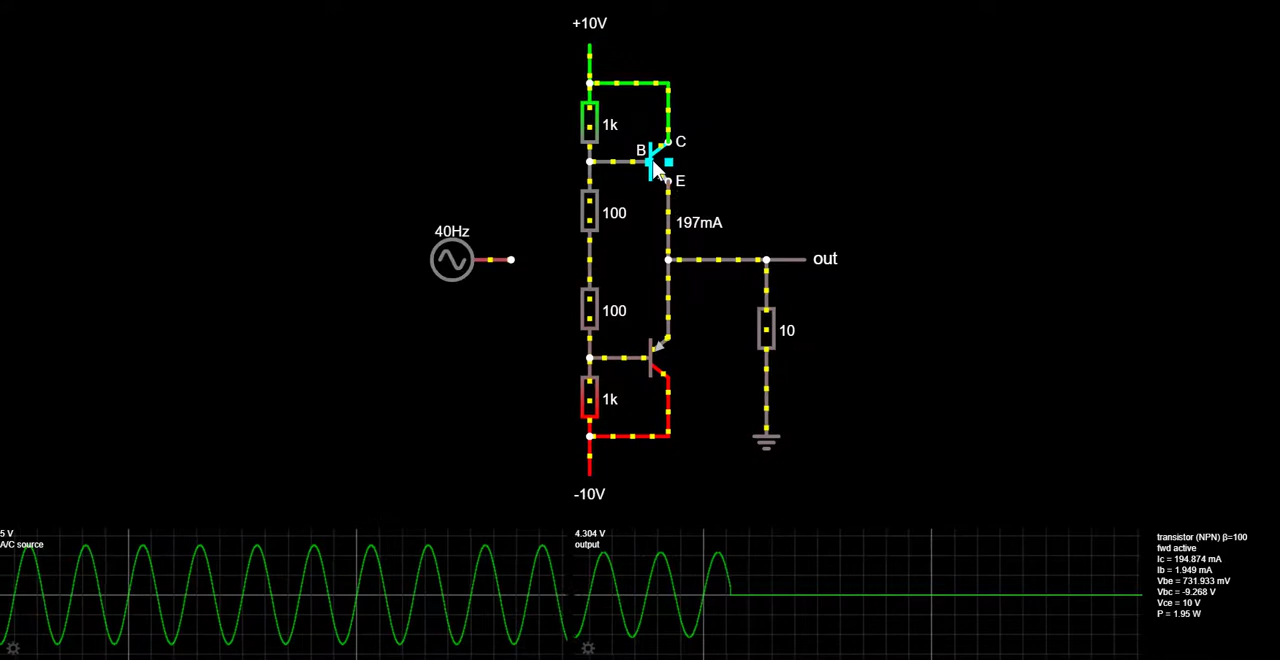 +10V
1k
C
B
E
100
197mA
40Hz
out
100
10
1k
-10V
5 V
A/C source
4.304 V
output
transistor (NPN) β=100
fwd active
Ic = 194.874 mA
Ib = 1.949 mA
Vbe = 731.933 mV
Vbc = -9.268 V
Vce = 10 V
P = 1.95 W